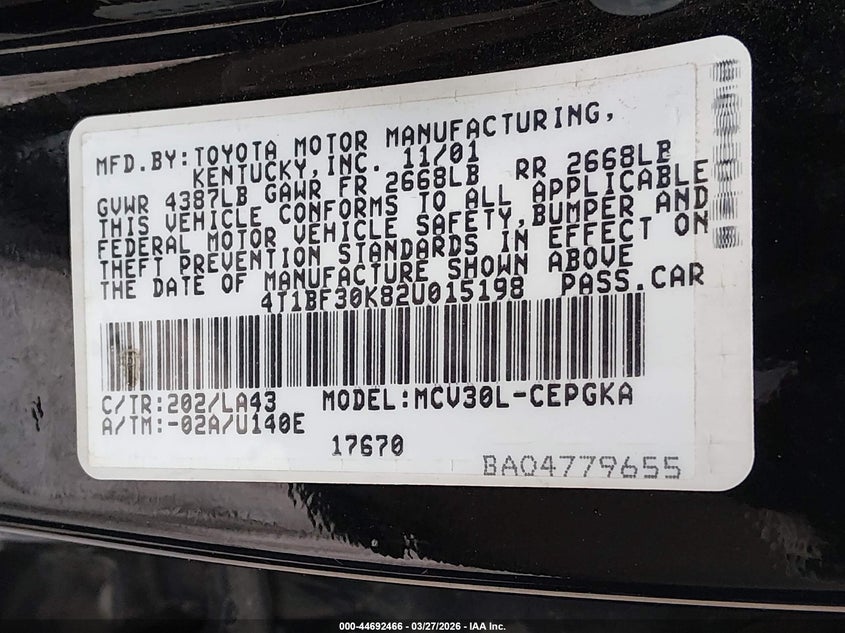 MFD.BY:TOYOTA MOTOR MANUFACTURING,
KENTUCKY,INC. 11/01
GVWR 4387LB GAWR FR 2668LB RR 2668LB
THIS VEHICLE CONFORMS TO ALL APPLICABLE
FEDERAL MOTOR VEHICLE SAFETY,BUMPER AND
THEFT PREVENTION STANDARDS IN EFFECT ON
THE DATE OF MANUFACTURE SHOWN ABOVE
4T1BF30K82U015198 PASS.CAR
C/TR:202/LA43 MODEL:MCV30L-CEPGKA
A/TM:-02A/U140E
17670
BA04779655
000-44692466 - 03/27/2026 - IAA Inc.